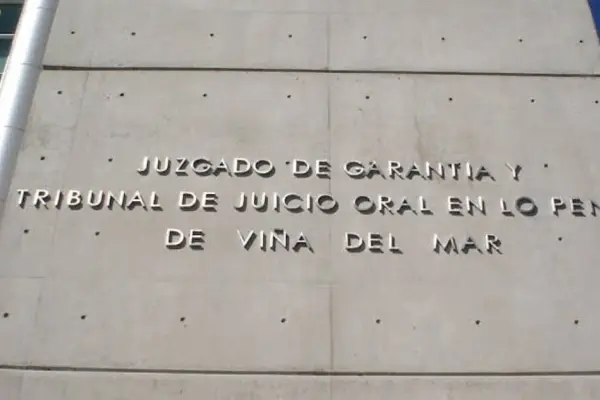 JUZGADO DE GARANTIA Y
TRIBUNAL DE JUICIO ORAL EN LO PEN
DE VIÑA DEL MAR